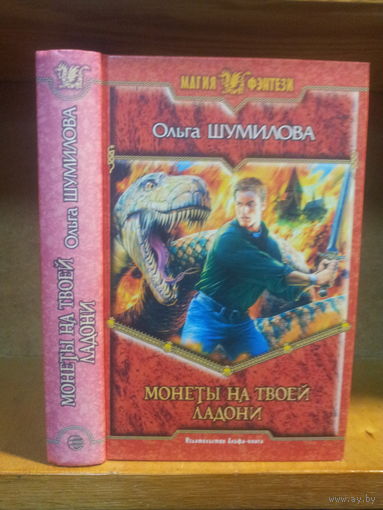 МАГИЯ ФЭНТЕЗИ
Ольга ШУМИЛОВА
МОНЕТЫ НА ТВОЕЙ
ЛАДОНИ
Издательство Альфа-книга
Ольга ШУМИЛОВА
МОНЕТЫ НА ТВОЕЙ
ЛАДОНИ
www.ay.by